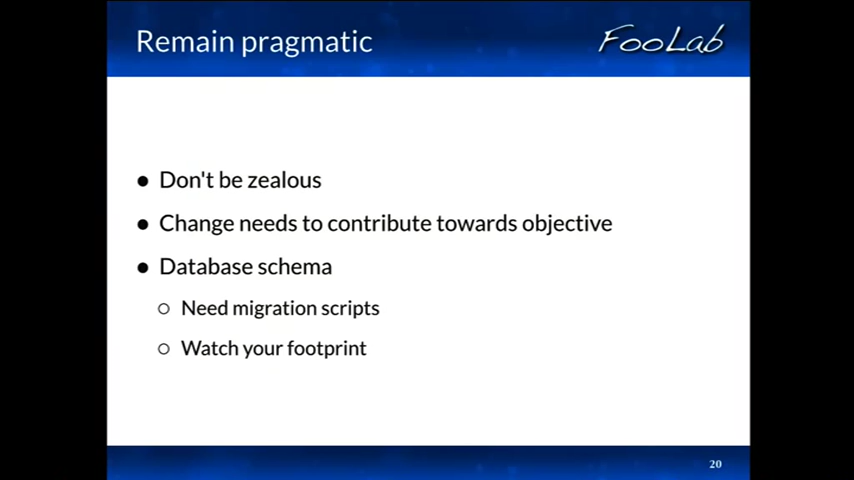 Remain pragmatic
FooLab
Don't be zealous
Change needs to contribute towards objective
Database schema
Need migration scripts
Watch your footprint
20